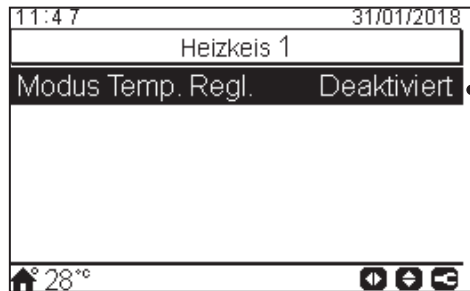 11:47 31/01/2018
Heizkeis 1
Modus Temp. Regl. Deaktiviert
28°C